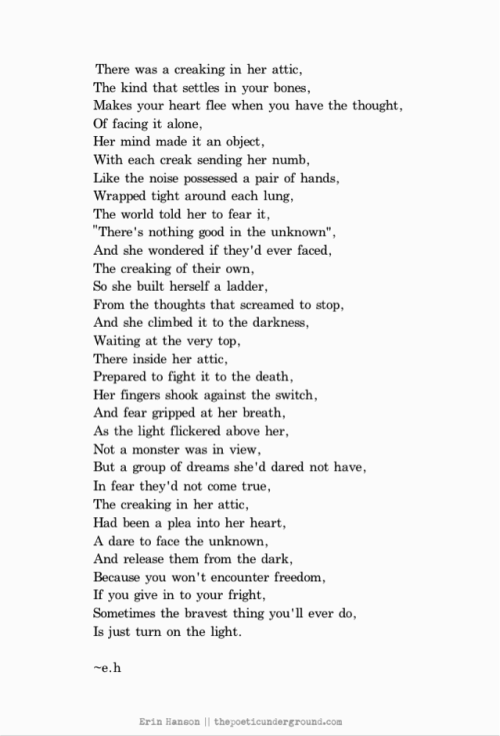 There was a creaking in her attic,
The kind that settles in your bones,
Makes your heart flee when you have the thought,
Of facing it alone,
Her mind made it an object,
With each creak sending her numb,
Like the noise possessed a pair of hands,
Wrapped tight around each lung,
The world told her to fear it,
"There's nothing good in the unknown",
And she wondered if they'd ever faced,
The creaking of their own,
So she built herself a ladder,
From the thoughts that screamed to stop,
And she climbed it to the darkness,
Waiting at the very top,
There inside her attic,
Prepared to fight it to the death,
Her fingers shook against the switch,
And fear gripped at her breath,
As the light flickered above her,
Not a monster was in view,
But a group of dreams she'd dared not have,
In fear they'd not come true,
The creaking in her attic,
Had been a plea into her heart,
A dare to face the unknown,
And release them from the dark,
Because you won't encounter freedom,
If you give in to your fright,
Sometimes the bravest thing you'll ever do,
Is just turn on the light.
~e.h
Erin Hanson || thepoeticunderground.com